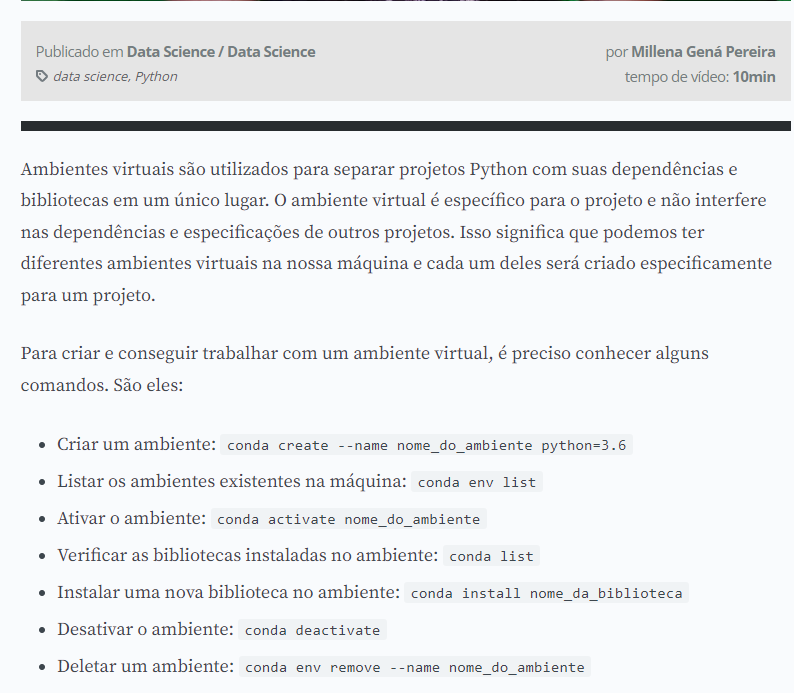 Publicado em Data Science / Data Science
por Millena Gená Pereira
data science, Python
tempo de vídeo: 10min
Ambientes virtuais são utilizados para separar projetos Python com suas dependências e
bibliotecas em um único lugar. O ambiente virtual é específico para o projeto e não interfere
nas dependências e especificações de outros projetos. Isso significa que podemos ter
diferentes ambientes virtuais na nossa máquina e cada um deles será criado especificamente
para um projeto.
Para criar e conseguir trabalhar com um ambiente virtual, é preciso conhecer alguns
comandos. São eles:
• Criar um ambiente: conda create --name nome_do_ambiente python=3.6
• Listar os ambientes existentes na máquina: conda env list
• Ativar o ambiente: conda activate nome_do_ambiente
• Verificar as bibliotecas instaladas no ambiente: conda list
• Instalar uma nova biblioteca no ambiente: conda install nome_da_biblioteca
• Desativar o ambiente: conda deactivate
• Deletar um ambiente: conda env remove --name nome_do_ambiente